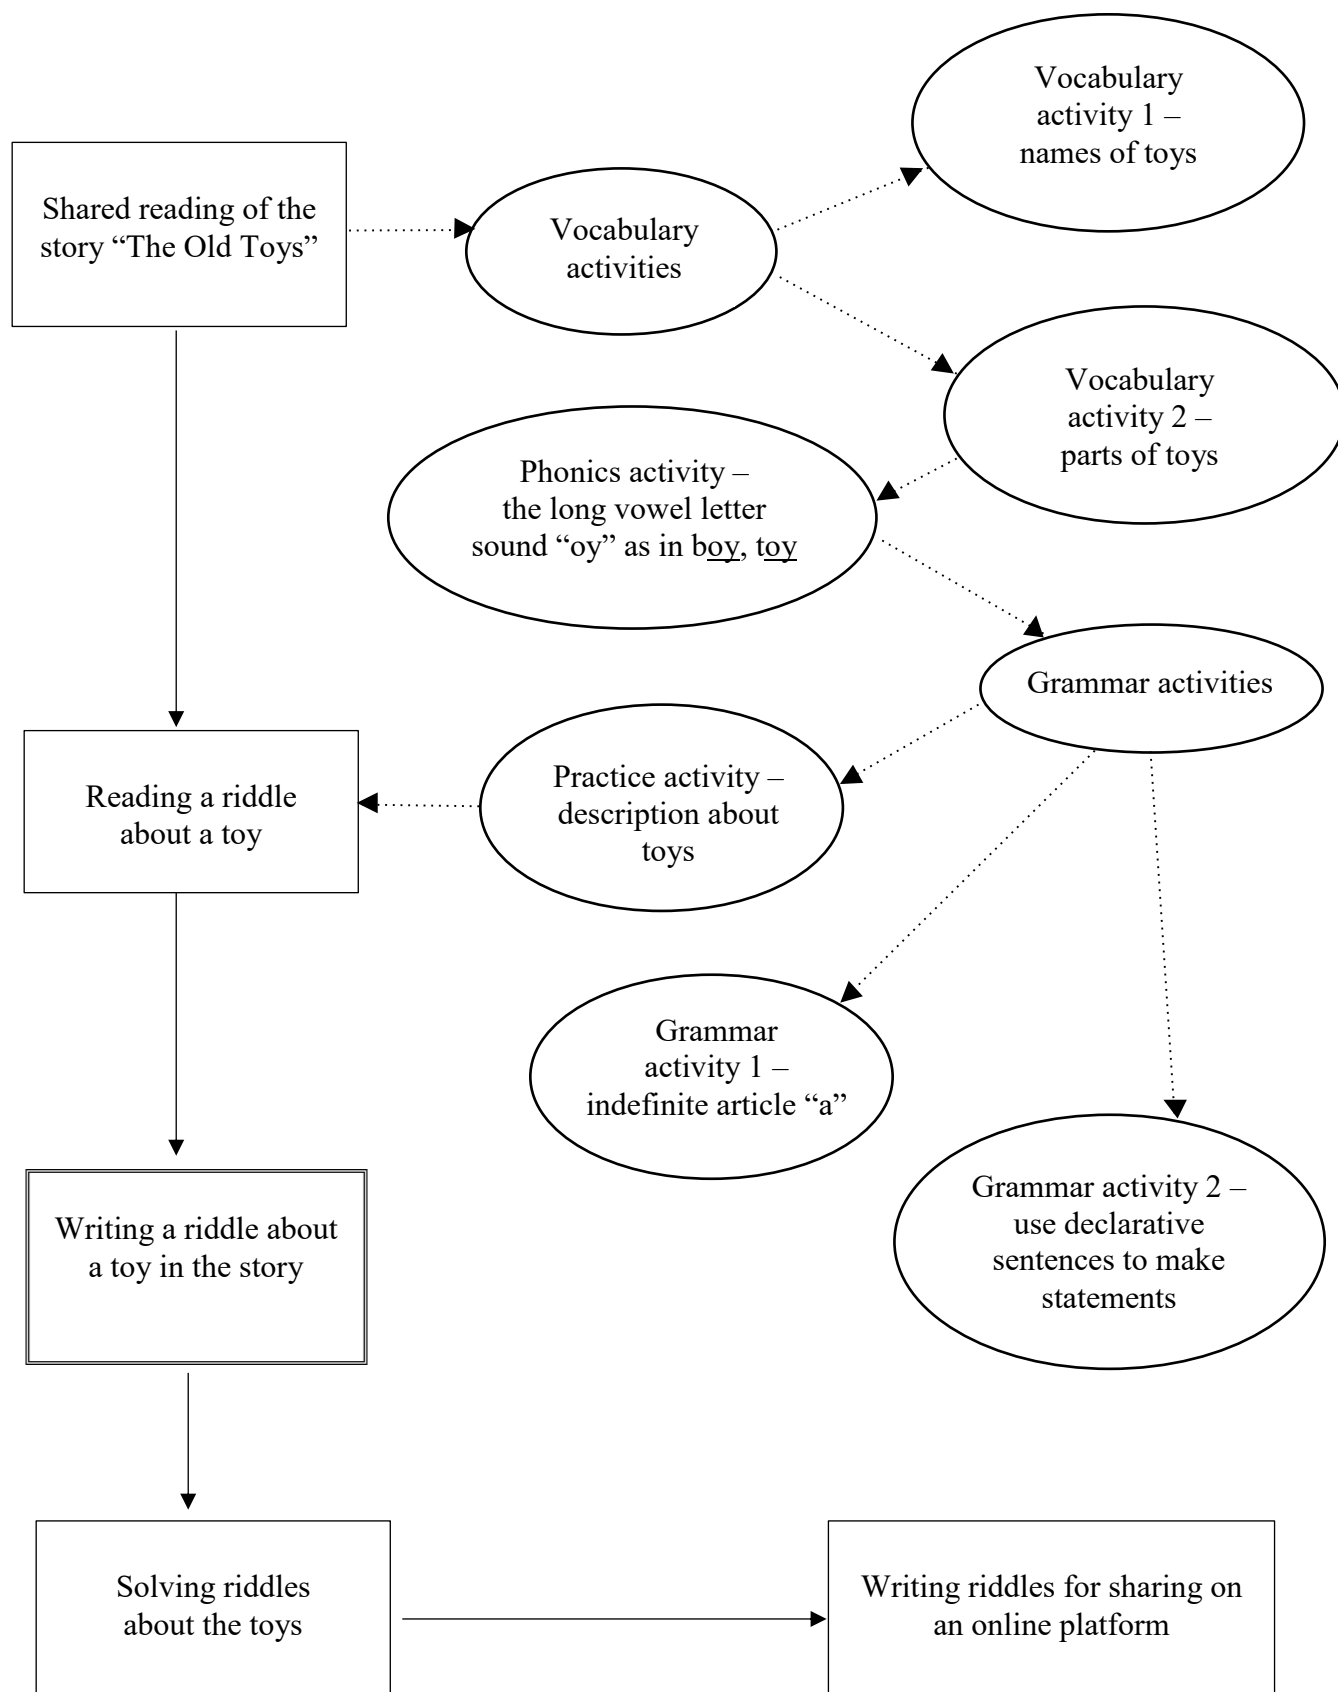 Shared reading of the
story “The Old Toys”
Vocabulary
activities
Vocabulary
activity 1 –
names of toys
Vocabulary
activity 2 –
parts of toys
Phonics activity –
the long vowel letter
sound “oy” as in boy, toy
Grammar activities
Practice activity –
description about
toys
Reading a riddle
about a toy
Grammar
activity 1 –
indefinite article “a”
Grammar activity 2 –
use declarative
sentences to make
statements
Writing a riddle about
a toy in the story
Solving riddles
about the toys
Writing riddles for sharing on
an online platform